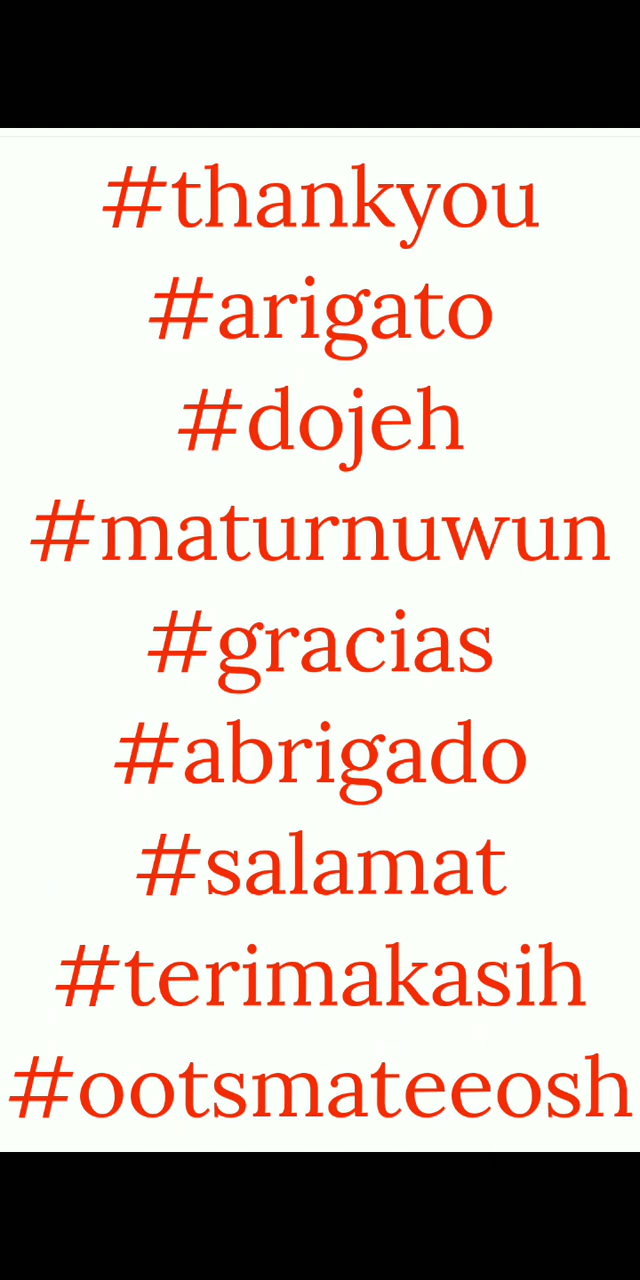 #thankyou
#arigato
#dojeh
#maturnuwun
#gracias
#abrigado
#salamat
#terimakasih
#ootsmateeosh